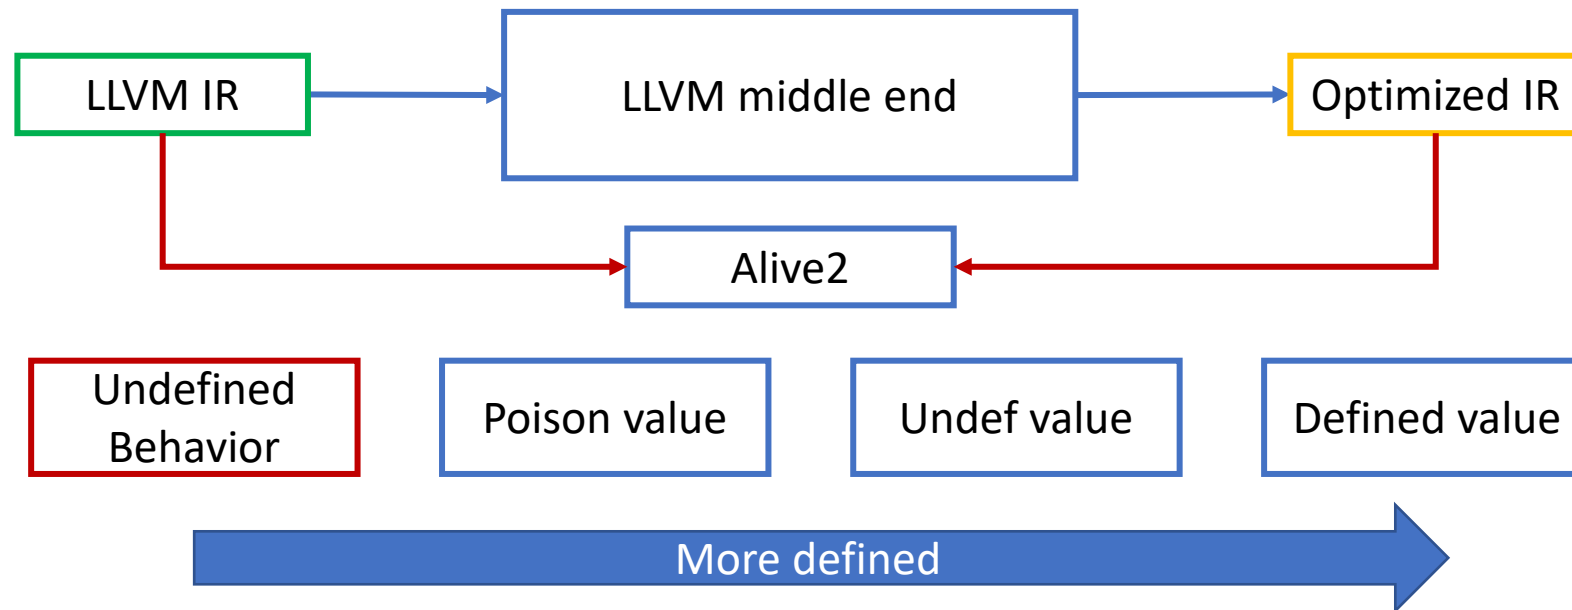 LLVM IR
LLVM middle end
Optimized IR
Alive2
Undefined
Behavior
Poison value
Undef value
Defined value
More defined